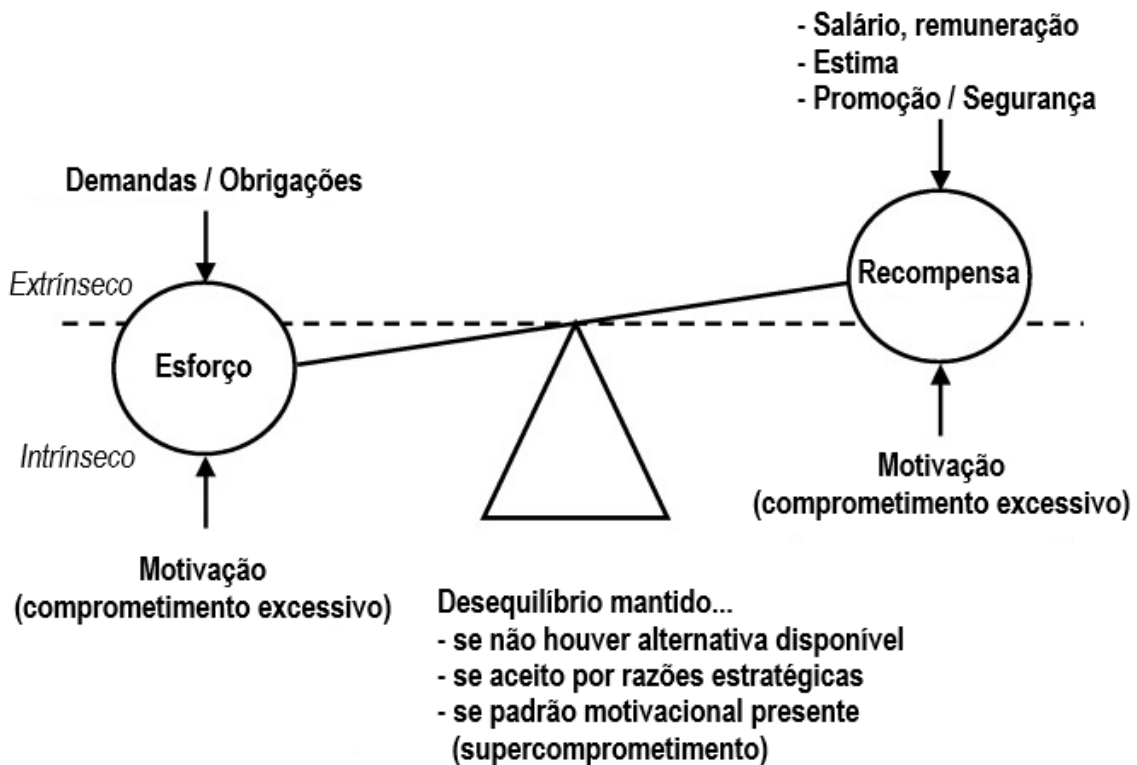 - Salário, remuneração
- Estima
- Promoção / Segurança
Demandas / Obrigações
Extrínseco
Recompensa
Esforço
Intrínseco
Motivação
(comprometimento excessivo)
Motivação
(comprometimento excessivo)
Desequilíbrio mantido...
- se não houver alternativa disponível
- se aceito por razões estratégicas
- se padrão motivacional presente
(supercomprometimento)